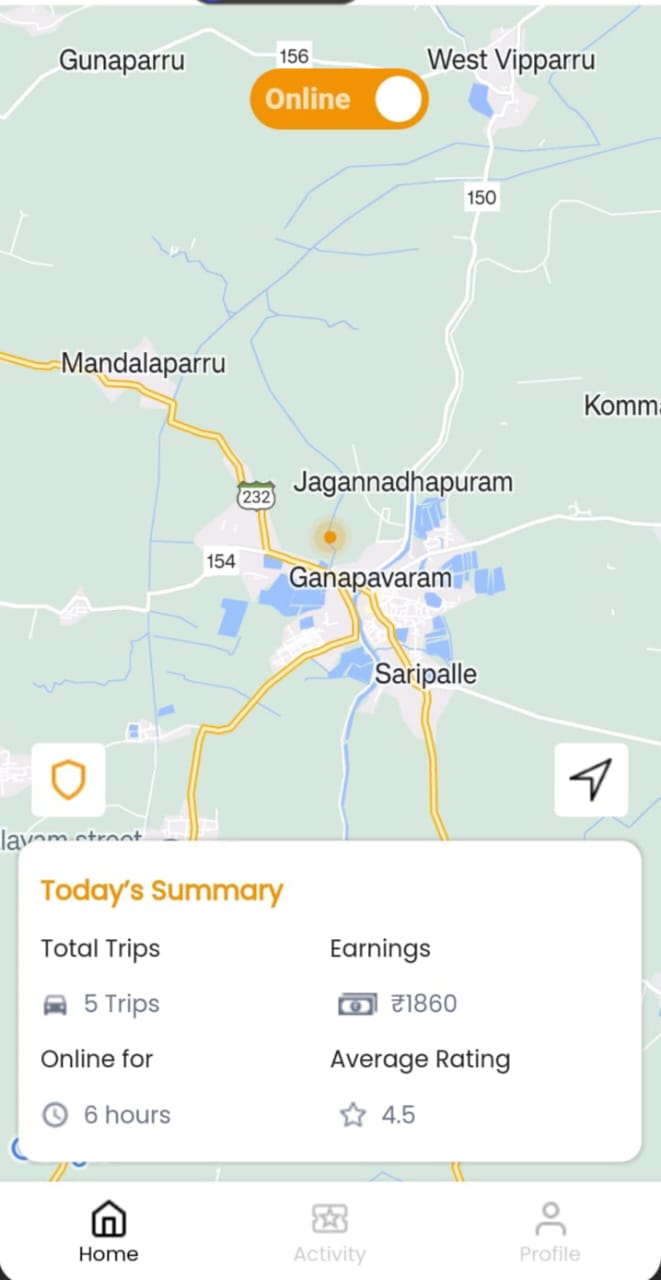 Gunaparru
156
West Vipparru
Online
150
Mandalaparru
Jagannadhapuram
232
154
Ganapavaram
Saripalle
Today’s Summary
Total Trips
Earnings
5 Trips
₹1860
Online for
Average Rating
6 hours
4.5
Home
Activity
Profile